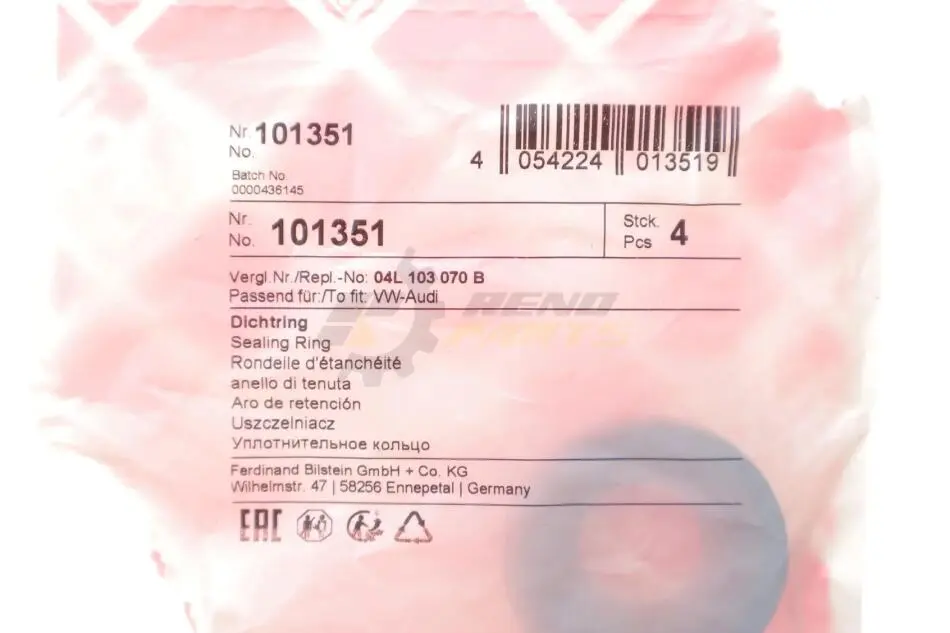 Nr. 101351
No.
4 054224 013519
Batch No.
0000436145
Nr.
No. 101351
Stck.
Pcs 4
Vergl.Nr./Repl.-No: 04L 103 070 B
Passend für:/To fit: VW-Audi
RENO
PARTS
Dichtring
Sealing Ring
Rondelle d'étanchéité
anello di tenuta
Aro de retención
Uszczelniacz
Уплотнительное кольцо
Ferdinand Bilstein GmbH + Co. KG
Wilhelmstr. 47 | 58256 Ennepetal | Germany
EAC